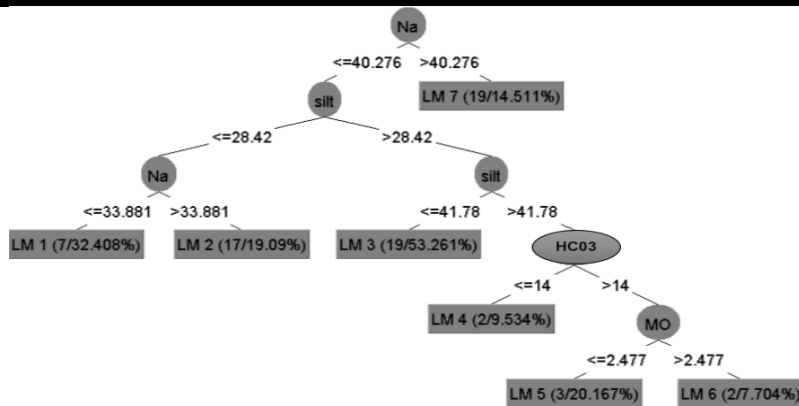 Na
<=40.276 >40.276
silt LM 7 (19/14.511%)
<=28.42 >28.42
Na silt
<=33.881 >33.881 <=41.78 >41.78
LM 1 (7/32.408%) LM 2 (17/19.09%) LM 3 (19/53.261%) HC03
<=14 >14
LM 4 (2/9.534%) MO
<=2.477 >2.477
LM 5 (3/20.167%) LM 6 (2/7.704%)